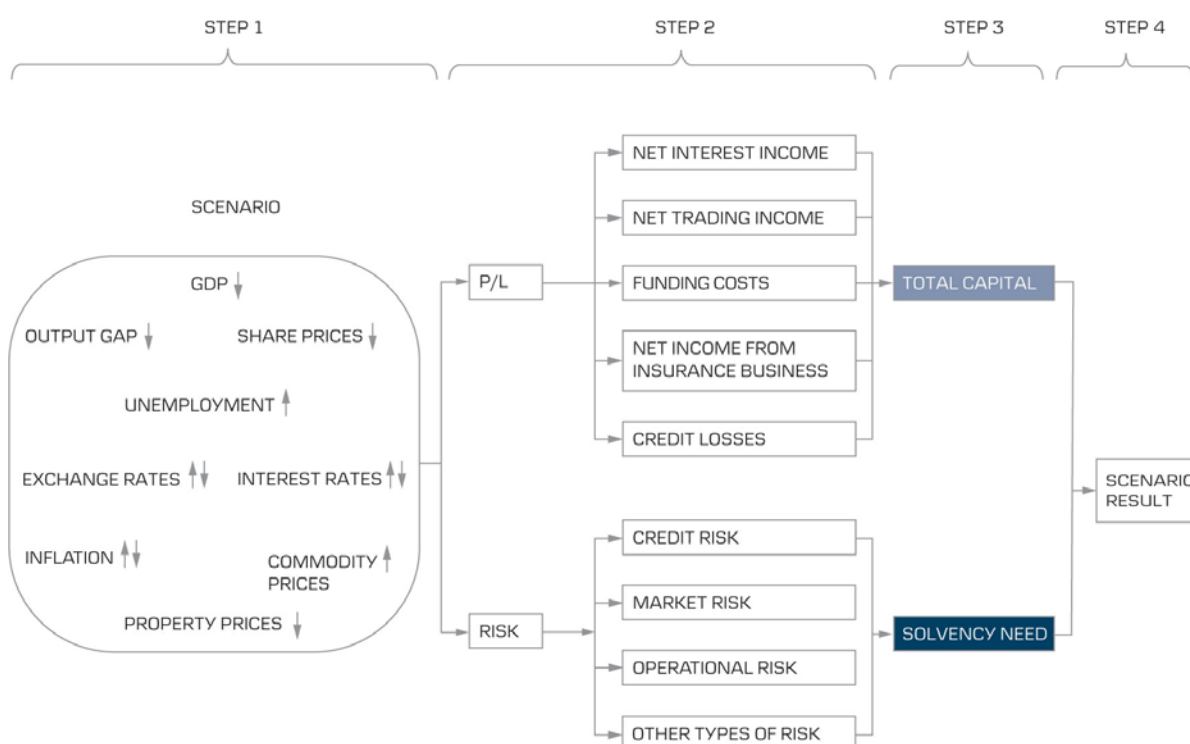 STEP 1
STEP 2
STEP 3
STEP 4
SCENARIO
GDP
OUTPUT GAP
SHARE PRICES
UNEMPLOYMENT
EXCHANGE RATES
INTEREST RATES
INFLATION
COMMODITY
PRICES
PROPERTY PRICES
P/L
RISK
NET INTEREST INCOME
NET TRADING INCOME
FUNDING COSTS
NET INCOME FROM
INSURANCE BUSINESS
CREDIT LOSSES
CREDIT RISK
MARKET RISK
OPERATIONAL RISK
OTHER TYPES OF RISK
TOTAL CAPITAL
SOLVENCY NEED
SCENARIO
RESULT